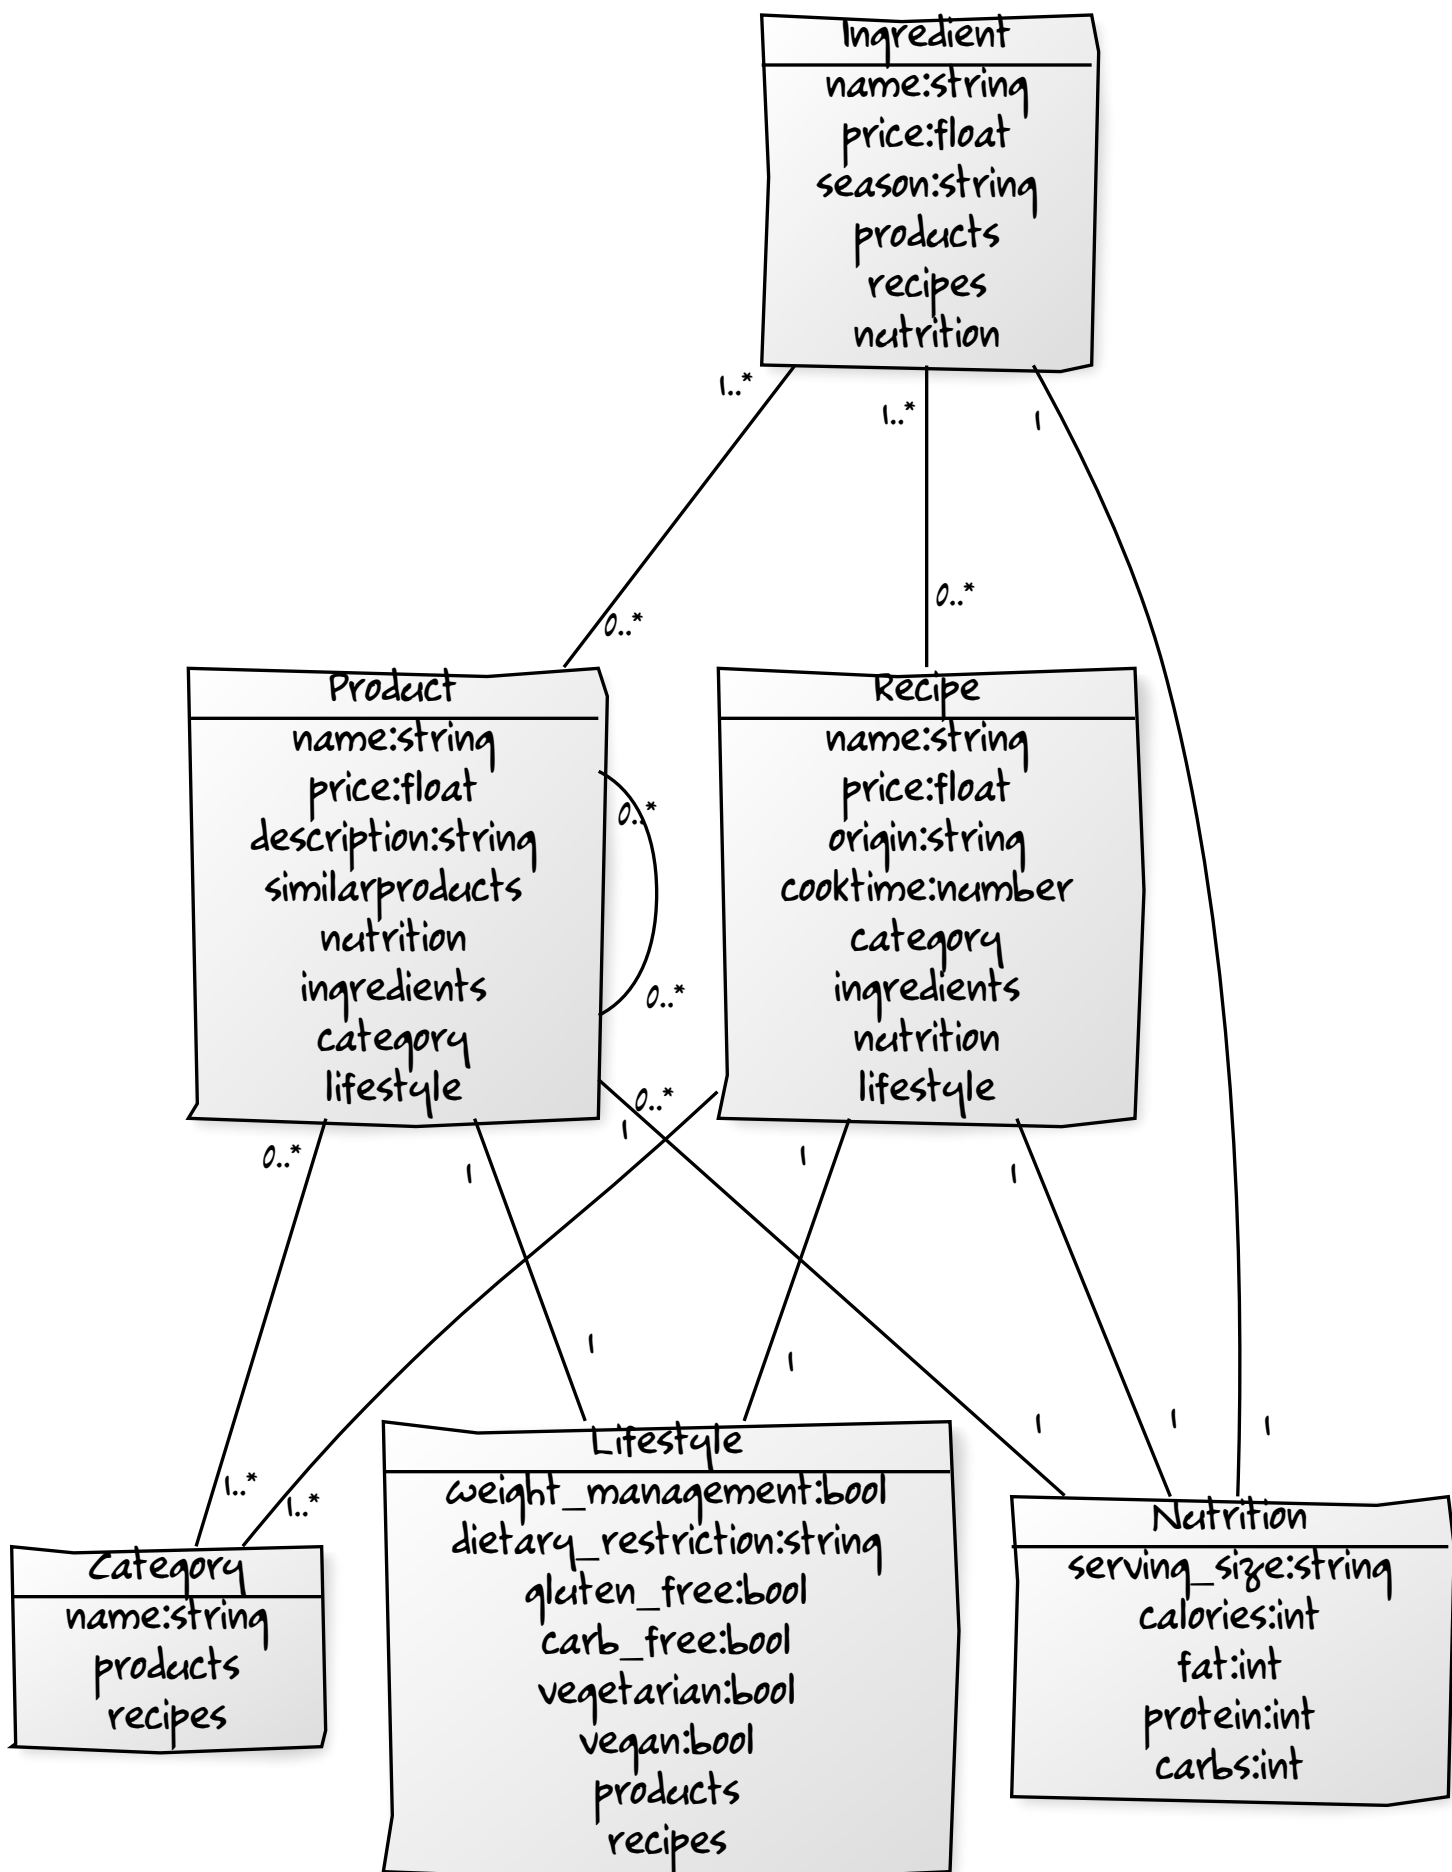 Ingredient
name:string
price:float
season:string
products
recipes
nutrition
1..*
1..*
1
0..*
0..*
Product
name:string
price:float
description:string
similarproducts
nutrition
ingredients
category
lifestyle
0..*
0..*
Recipe
name:string
price:float
origin:string
cooktime:number
category
ingredients
nutrition
lifestyle
0..*
1
0..*
1
1
1
1
1
1..*
1..*
1
1
1
Category
name:string
products
recipes
Lifestyle
weight_management:bool
dietary_restriction:string
gluten_free:bool
carb_free:bool
vegetarian:bool
vegan:bool
products
recipes
Nutrition
serving_size:string
calories:int
fat:int
protein:int
carbs:int